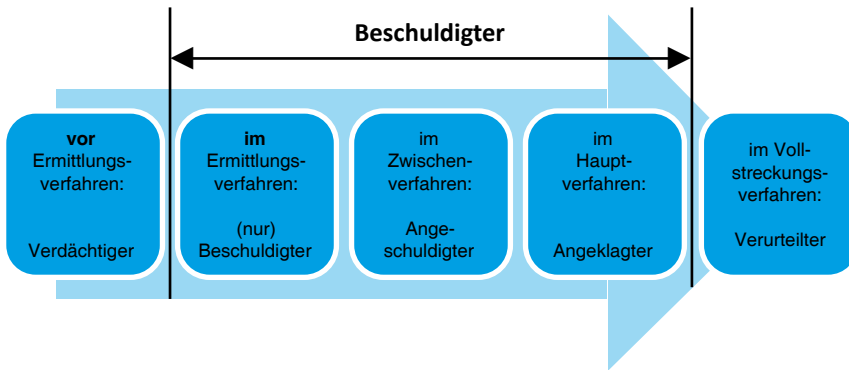 Beschuldigter
vor
Ermittlungs-
verfahren:
Verdächtiger
im
Ermittlungs-
verfahren:
(nur)
Beschuldigter
im
Zwischen-
verfahren:
Ange-
schuldigter
im
Haupt-
verfahren:
Angeklagter
im Voll-
streckungs-
verfahren:
Verurteilter